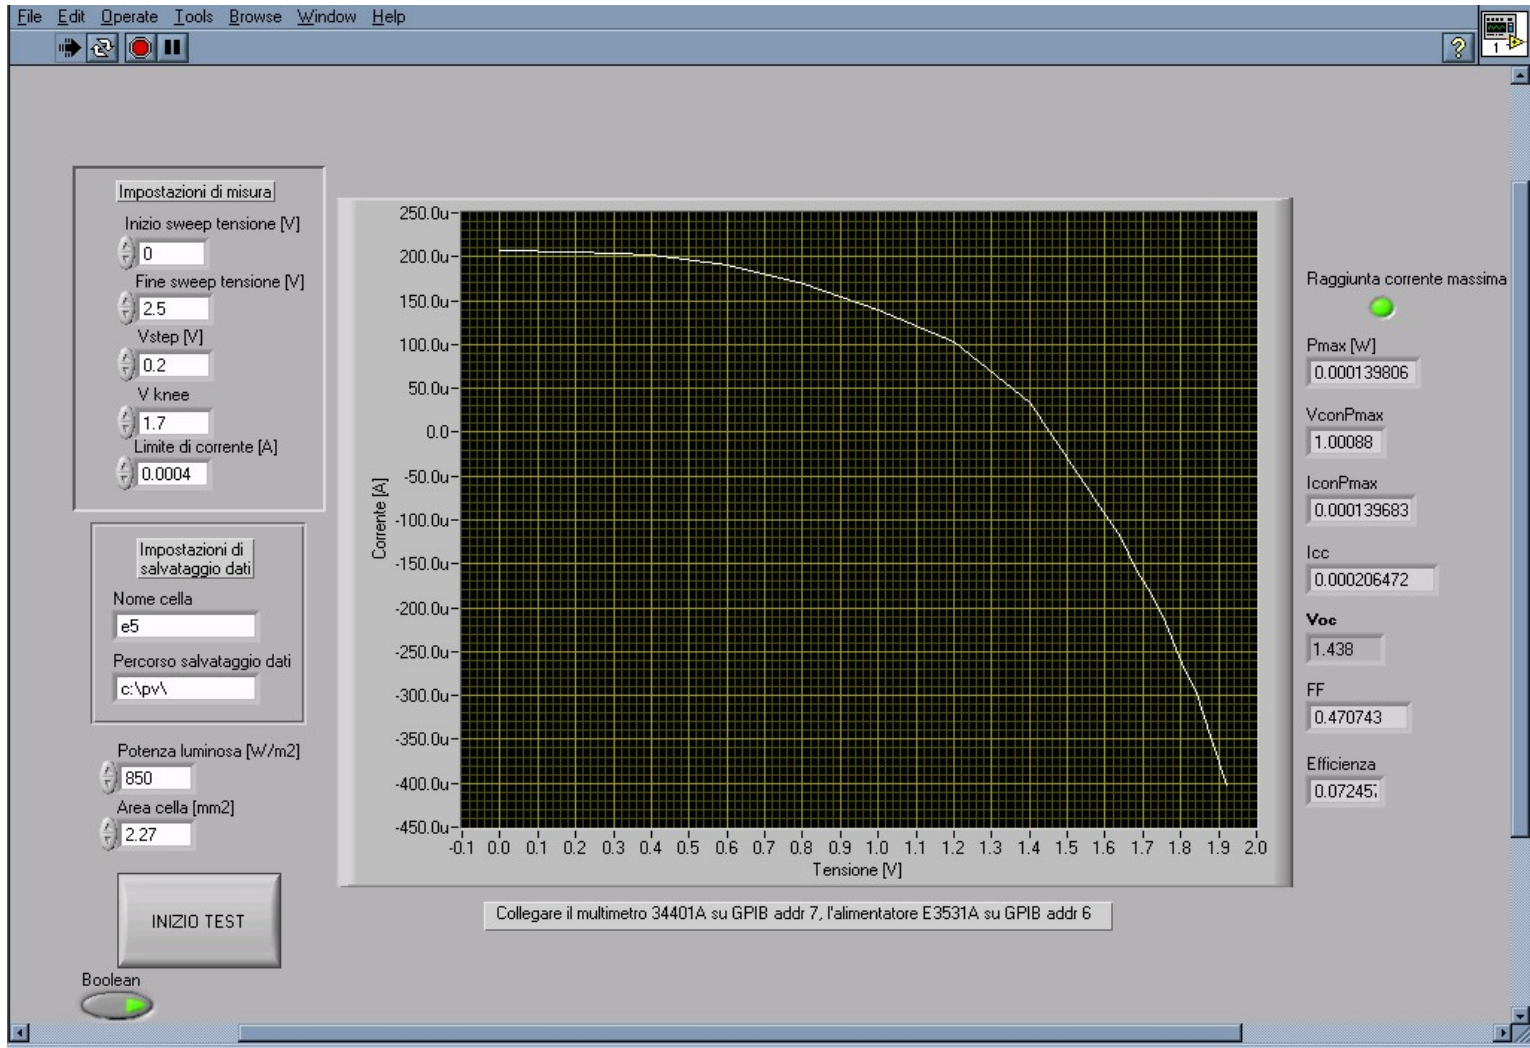 File Edit Operate Tools Browse Window Help
1
Impostazioni di misura
Inizio sweep tensione [V]
0
Fine sweep tensione [V]
2.5
Vstep [V]
0.2
V knee
1.7
Limite di corrente [A]
0.0004
Impostazioni di
salvataggio dati
Nome cella
e5
Percorso salvataggio dati
c:\pv\
Potenza luminosa [W/m2]
850
Area cella [mm2]
2.27
INIZIO TEST
Boolean
Corrente [A]
250.0u
200.0u
150.0u
100.0u
50.0u
0.0
-50.0u
-100.0u
-150.0u
-200.0u
-250.0u
-300.0u
-350.0u
-400.0u
-450.0u
-0.1 0.0 0.1 0.2 0.3 0.4 0.5 0.6 0.7 0.8 0.9 1.0 1.1 1.2 1.3 1.4 1.5 1.6 1.7 1.8 1.9 2.0
Tensione [V]
Collegare il multimetro 34401A su GPIB addr 7, l'alimentatore E3531A su GPIB addr 6
Raggiunta corrente massima
Pmax [W]
0.000139806
VconPmax
1.00088
IconPmax
0.000139683
Icc
0.000206472
Voc
1.438
FF
0.470743
Efficienza
0.07245